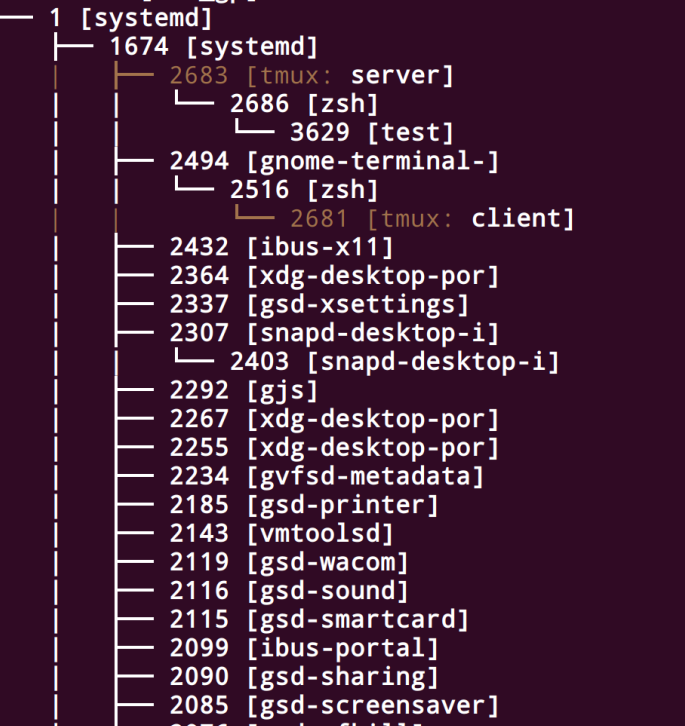 ── 1 [systemd]
├── 1674 [systemd]
│   ├── 2683 [tmux: server]
│   │   └── 2686 [zsh]
│   │       └── 3629 [test]
│   ├── 2494 [gnome-terminal-]
│   │   └── 2516 [zsh]
│   │       └── 2681 [tmux: client]
│   ├── 2432 [ibus-x11]
│   ├── 2364 [xdg-desktop-por]
│   ├── 2337 [gsd-xsettings]
│   ├── 2307 [snapd-desktop-i]
│   │   └── 2403 [snapd-desktop-i]
│   ├── 2292 [gjs]
│   ├── 2267 [xdg-desktop-por]
│   ├── 2255 [xdg-desktop-por]
│   ├── 2234 [gvfsd-metadata]
│   ├── 2185 [gsd-printer]
│   ├── 2143 [vmtoolsd]
│   ├── 2119 [gsd-wacom]
│   ├── 2116 [gsd-sound]
│   ├── 2115 [gsd-smartcard]
│   ├── 2099 [ibus-portal]
│   ├── 2090 [gsd-sharing]
│   ├── 2085 [gsd-screensaver]